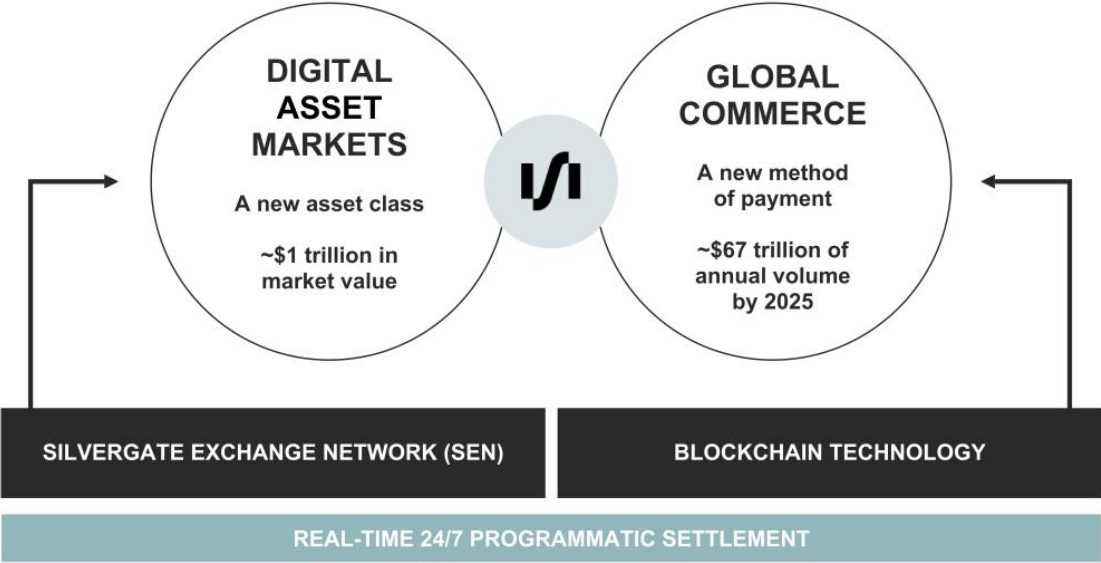 DIGITAL
ASSET
MARKETS
A new asset class
~$1 trillion in
market value
GLOBAL
COMMERCE
A new method
of payment
~$67 trillion of
annual volume
by 2025
SILVERGATE EXCHANGE NETWORK (SEN)
BLOCKCHAIN TECHNOLOGY
REAL-TIME 24/7 PROGRAMMATIC SETTLEMENT